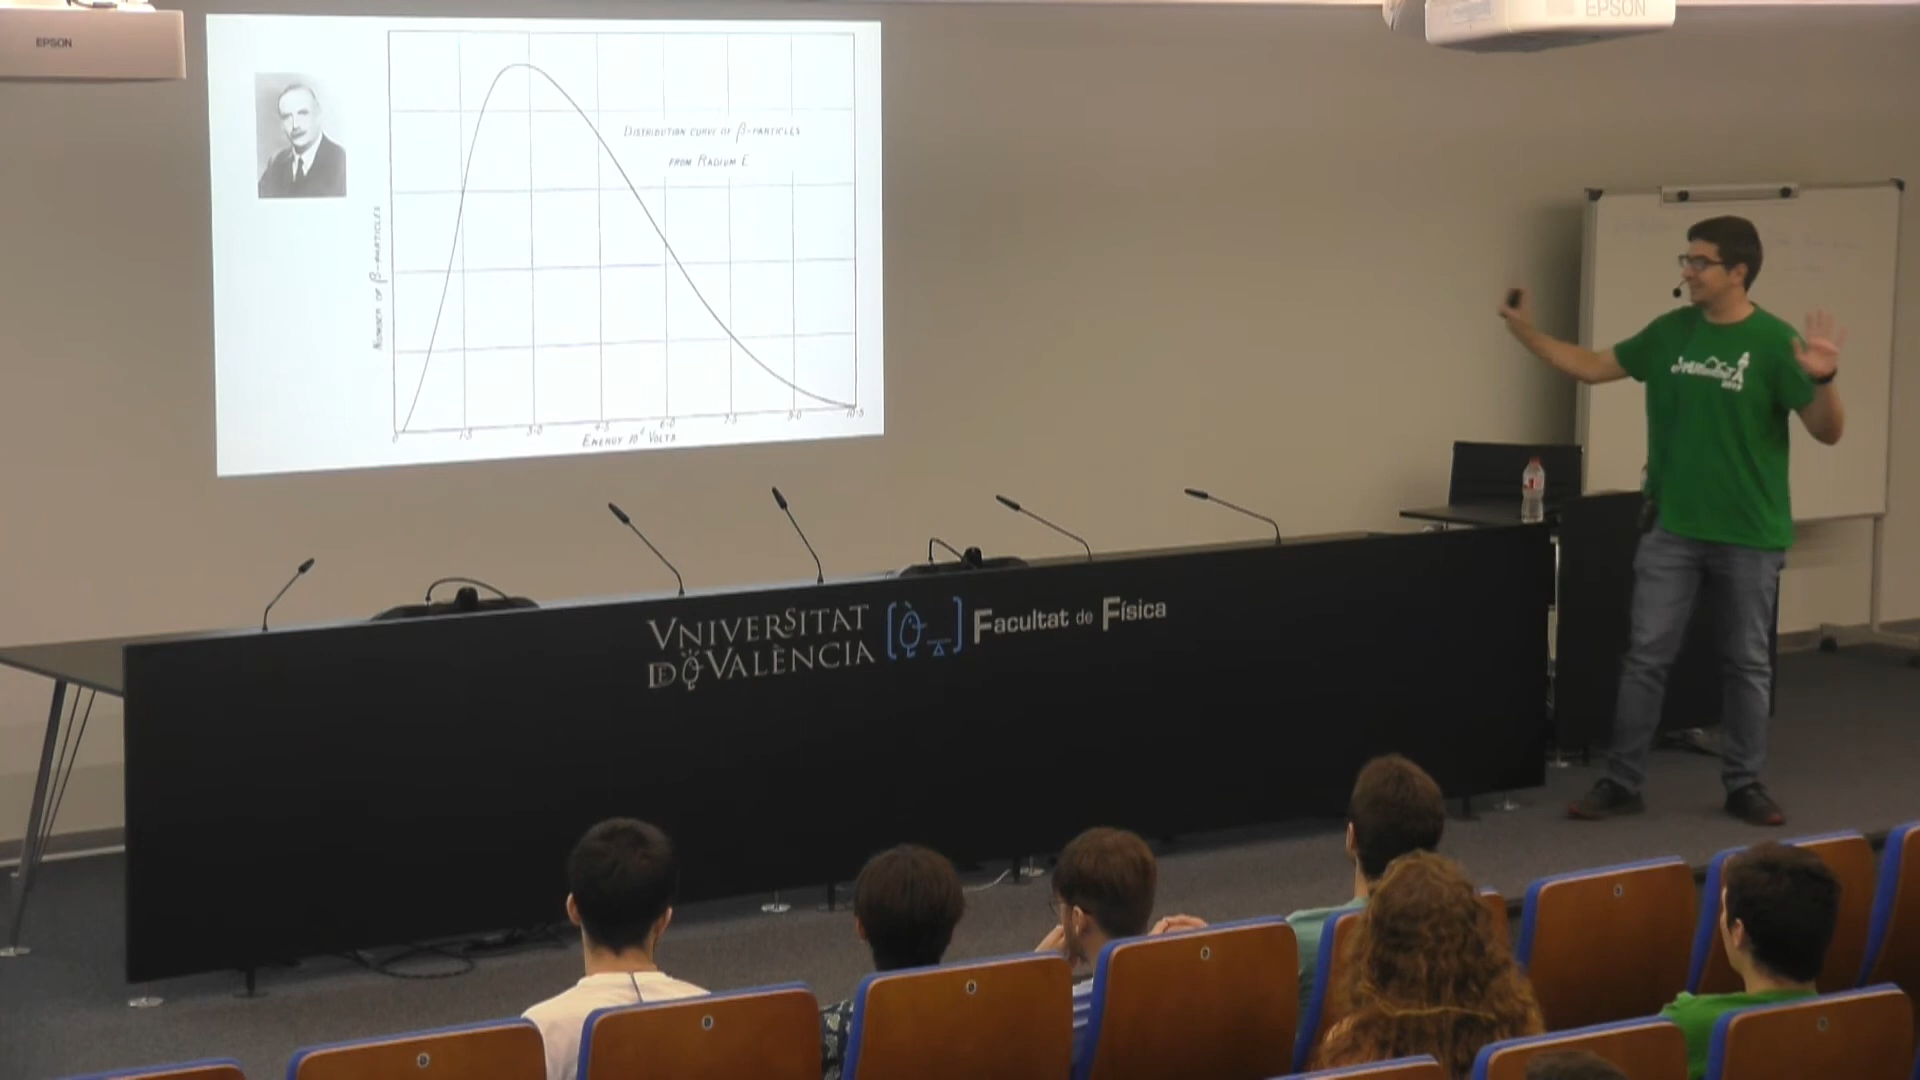 EPSON
EPSON
DISTRIBUTION CURVE OF β-PARTICLES
FROM RADIUM E
NUMBER OF β-PARTICLES
0 1·5 3·0 4·5 6·0 7·5 9·0 10·5
ENERGY 10⁴ VOLTS
VNIVERSITAT
DE VALÈNCIA
Facultat de Física